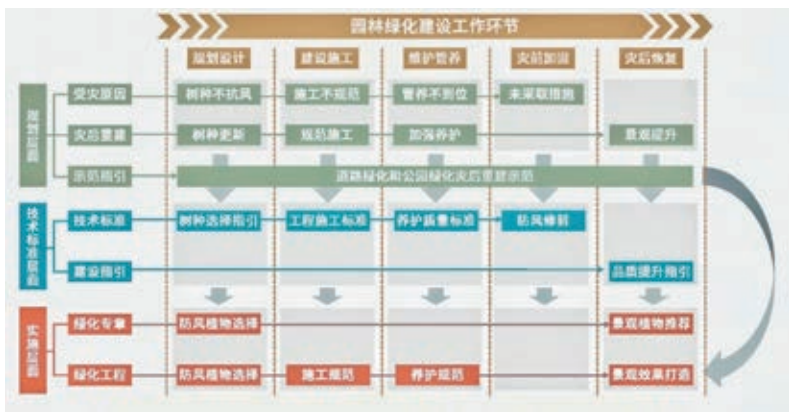 园林绿化建设工作环节
规划设计 建设施工 维护管养 灾前加固 灾后恢复
规划层面
受灾原因 树种不抗风 施工不规范 管养不到位 未采取措施
灾后重建 树种更新 规范施工 加强养护 景观提升
示范指引 道路绿化和公园绿化灾后重建示范
技术标准层面
技术标准 树种选择指引 工程施工标准 养护质量标准 防风修剪
建设指引 品质提升指引
实施层面
绿化专章 防风植物选择 景观植物推荐
绿化工程 防风植物选择 施工规范 养护规范 景观效果打造